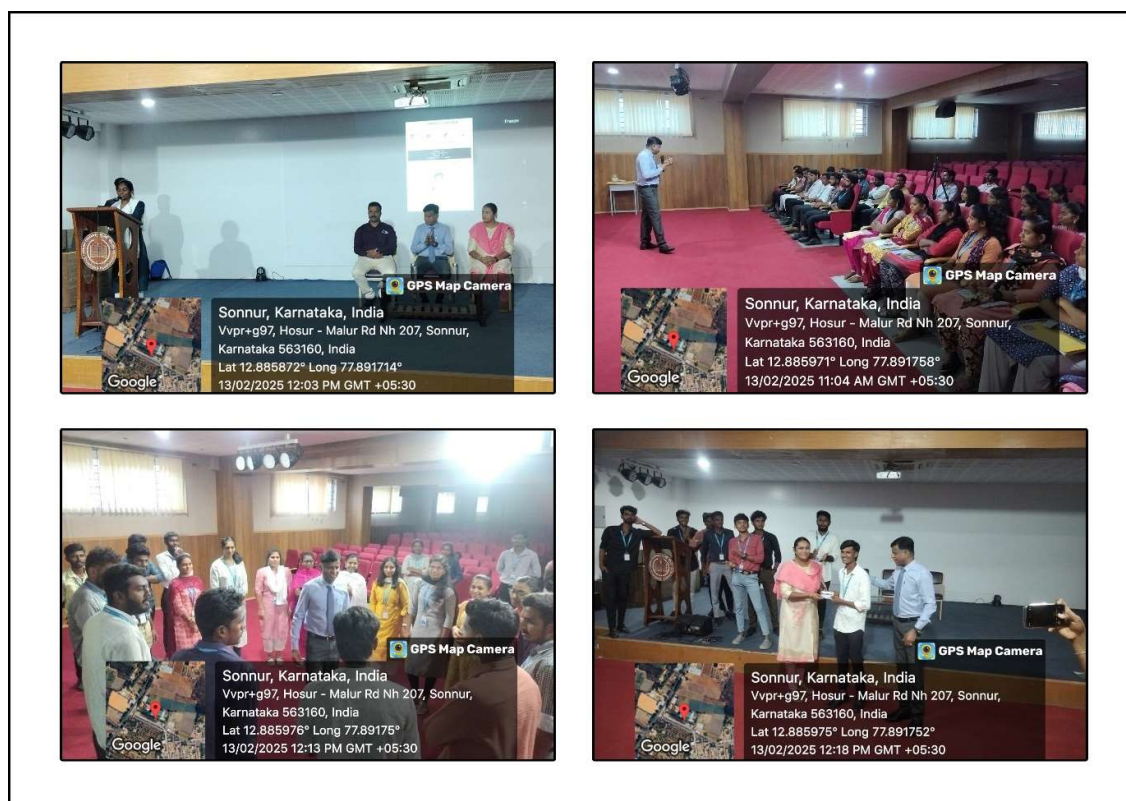 Freeze
GPS Map Camera
Sonnur, Karnataka, India
Vvpr+g97, Hosur - Malur Rd Nh 207, Sonnur,
Karnataka 563160, India
Lat 12.885872° Long 77.891714°
13/02/2025 12:03 PM GMT +05:30
Google
GPS Map Camera
Sonnur, Karnataka, India
Vvpr+g97, Hosur - Malur Rd Nh 207, Sonnur,
Karnataka 563160, India
Lat 12.885971° Long 77.891758°
13/02/2025 11:04 AM GMT +05:30
Google
GPS Map Camera
Sonnur, Karnataka, India
Vvpr+g97, Hosur - Malur Rd Nh 207, Sonnur,
Karnataka 563160, India
Lat 12.885976° Long 77.89175°
13/02/2025 12:13 PM GMT +05:30
Google
GPS Map Camera
Sonnur, Karnataka, India
Vvpr+g97, Hosur - Malur Rd Nh 207, Sonnur,
Karnataka 563160, India
Lat 12.885975° Long 77.891752°
13/02/2025 12:18 PM GMT +05:30
Google